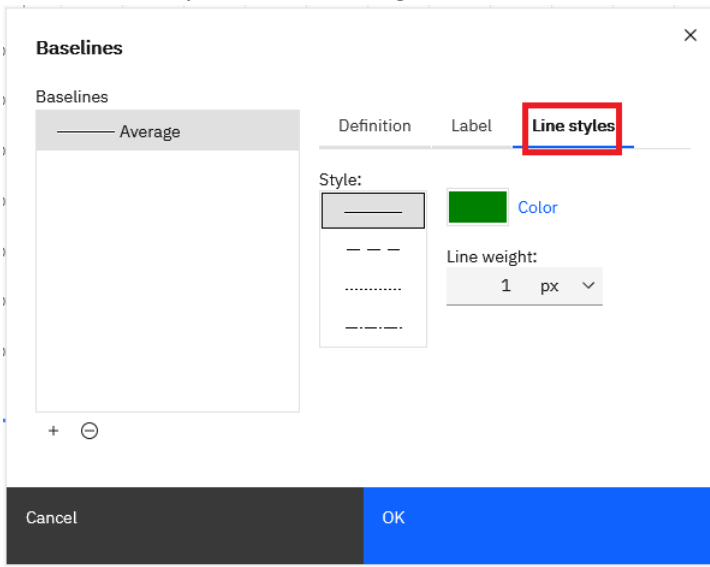 Baselines
Baselines
Average
Definition Label Line styles
Style:
Color
Line weight:
1 px
Cancel OK